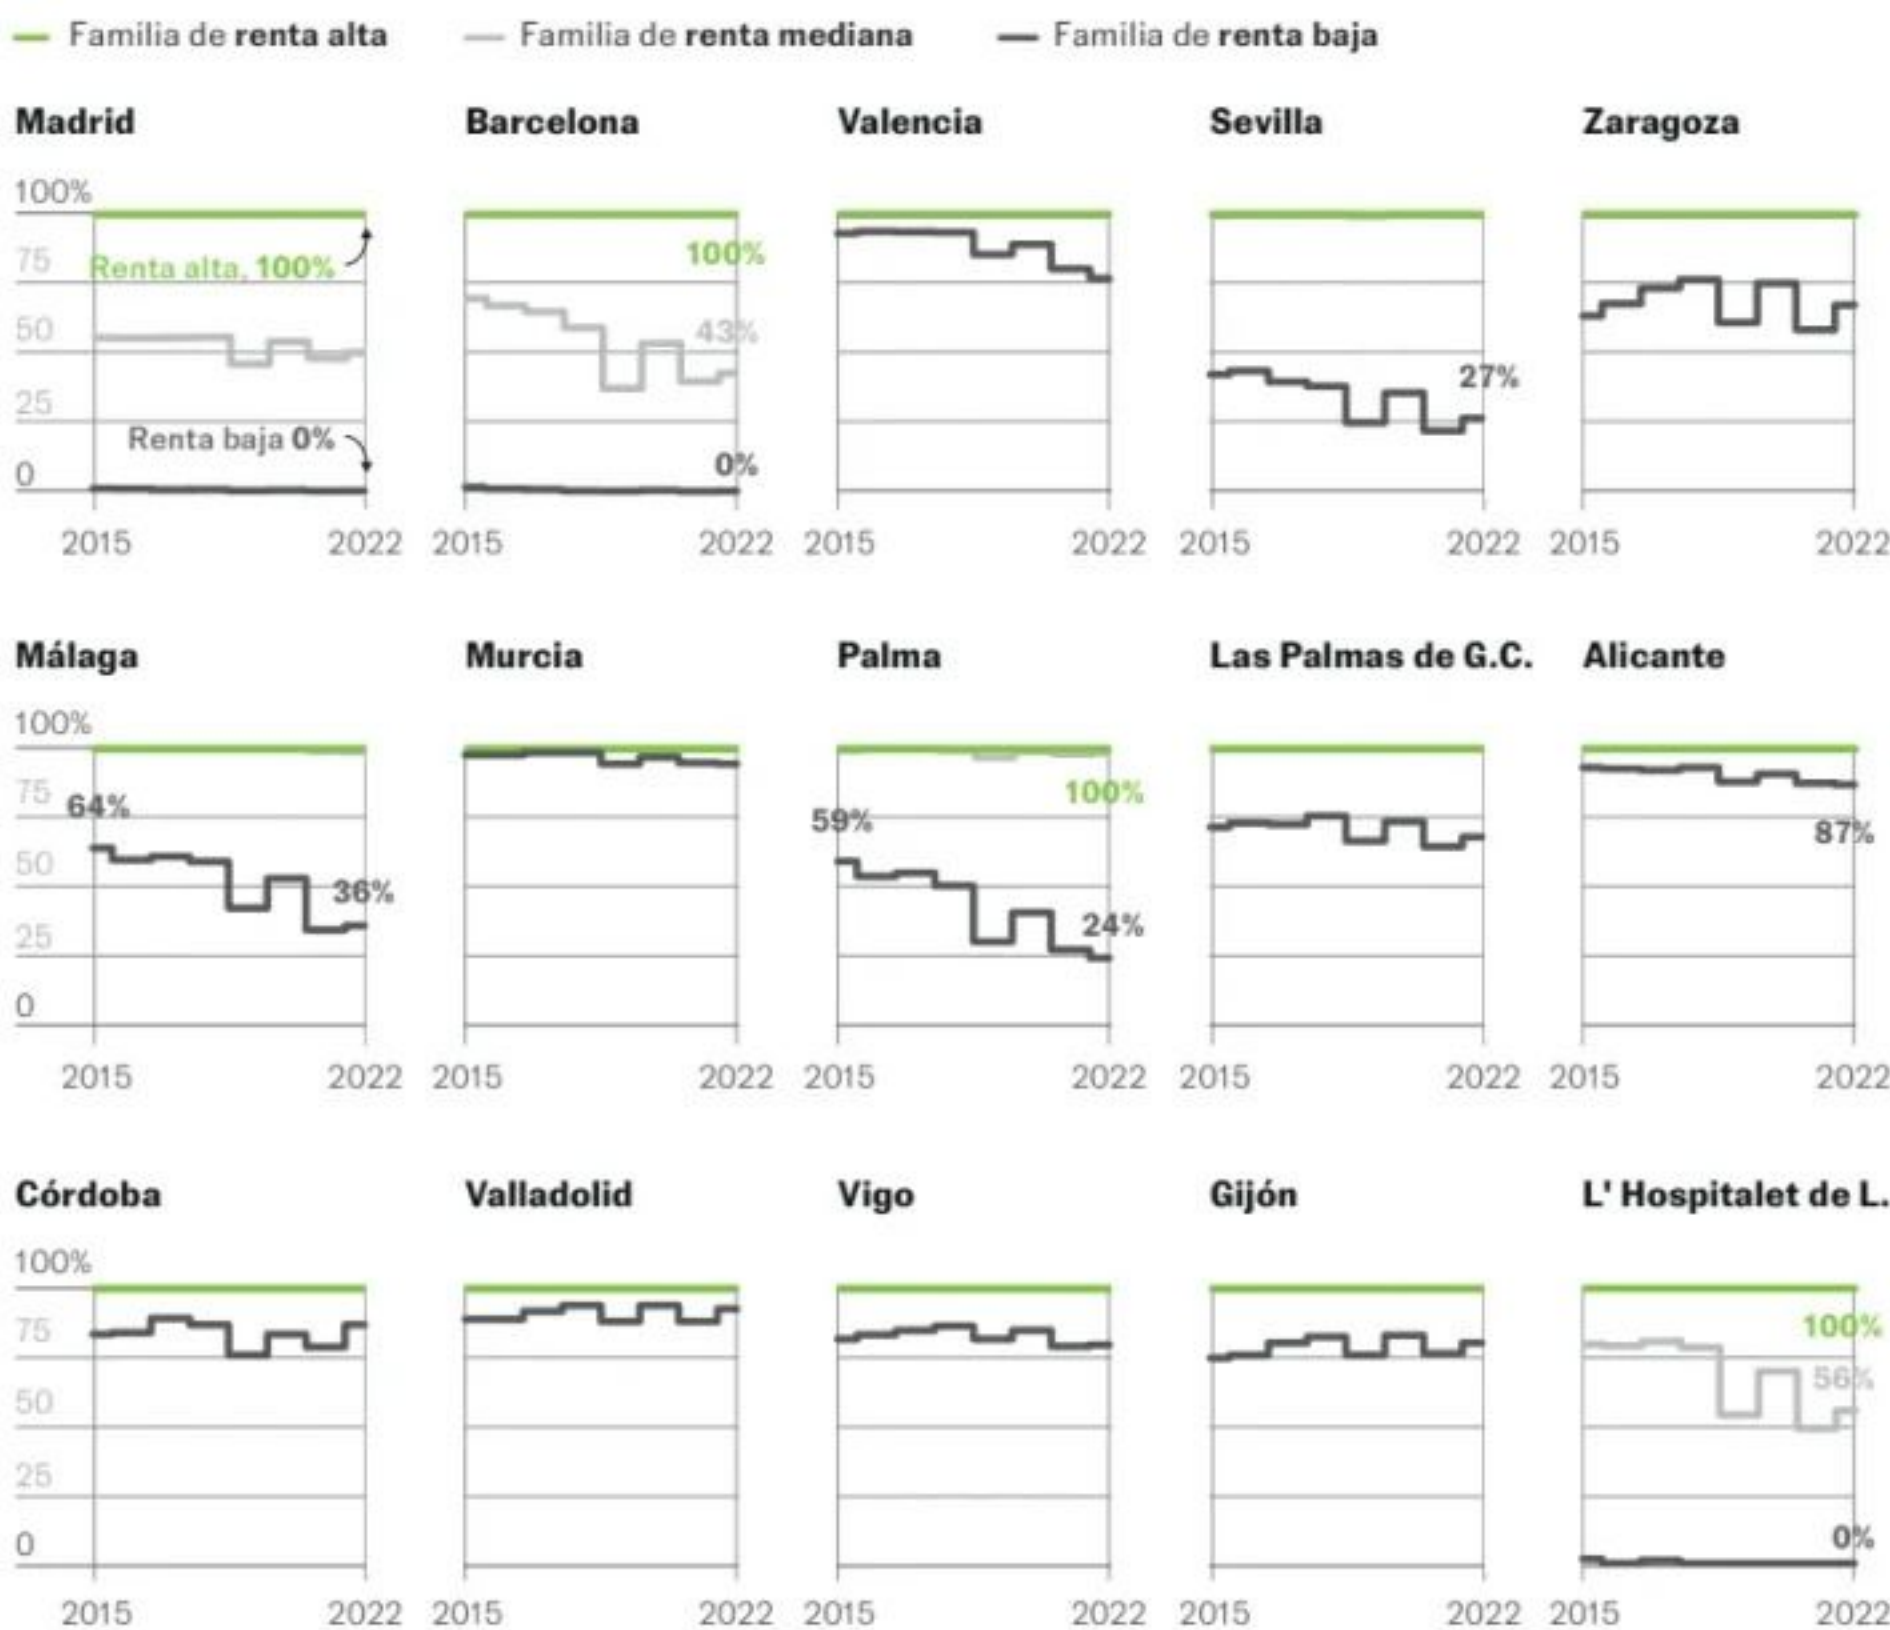 Familia de renta alta Familia de renta mediana Familia de renta baja
Madrid Barcelona Valencia Sevilla Zaragoza
100%
75 Renta alta, 100% 100%
50 43%
25 27%
Renta baja 0% 0%
0
2015 2022 2015 2022 2015 2022 2015 2022 2015 2022
Málaga Murcia Palma Las Palmas de G.C. Alicante
100%
75 100%
64% 59% 87%
50
36% 24%
25
0
2015 2022 2015 2022 2015 2022 2015 2022 2015 2022
Córdoba Valladolid Vigo Gijón L' Hospitalet de L.
100%
75 100%
50 56%
25
0 0%
2015 2022 2015 2022 2015 2022 2015 2022 2015 2022